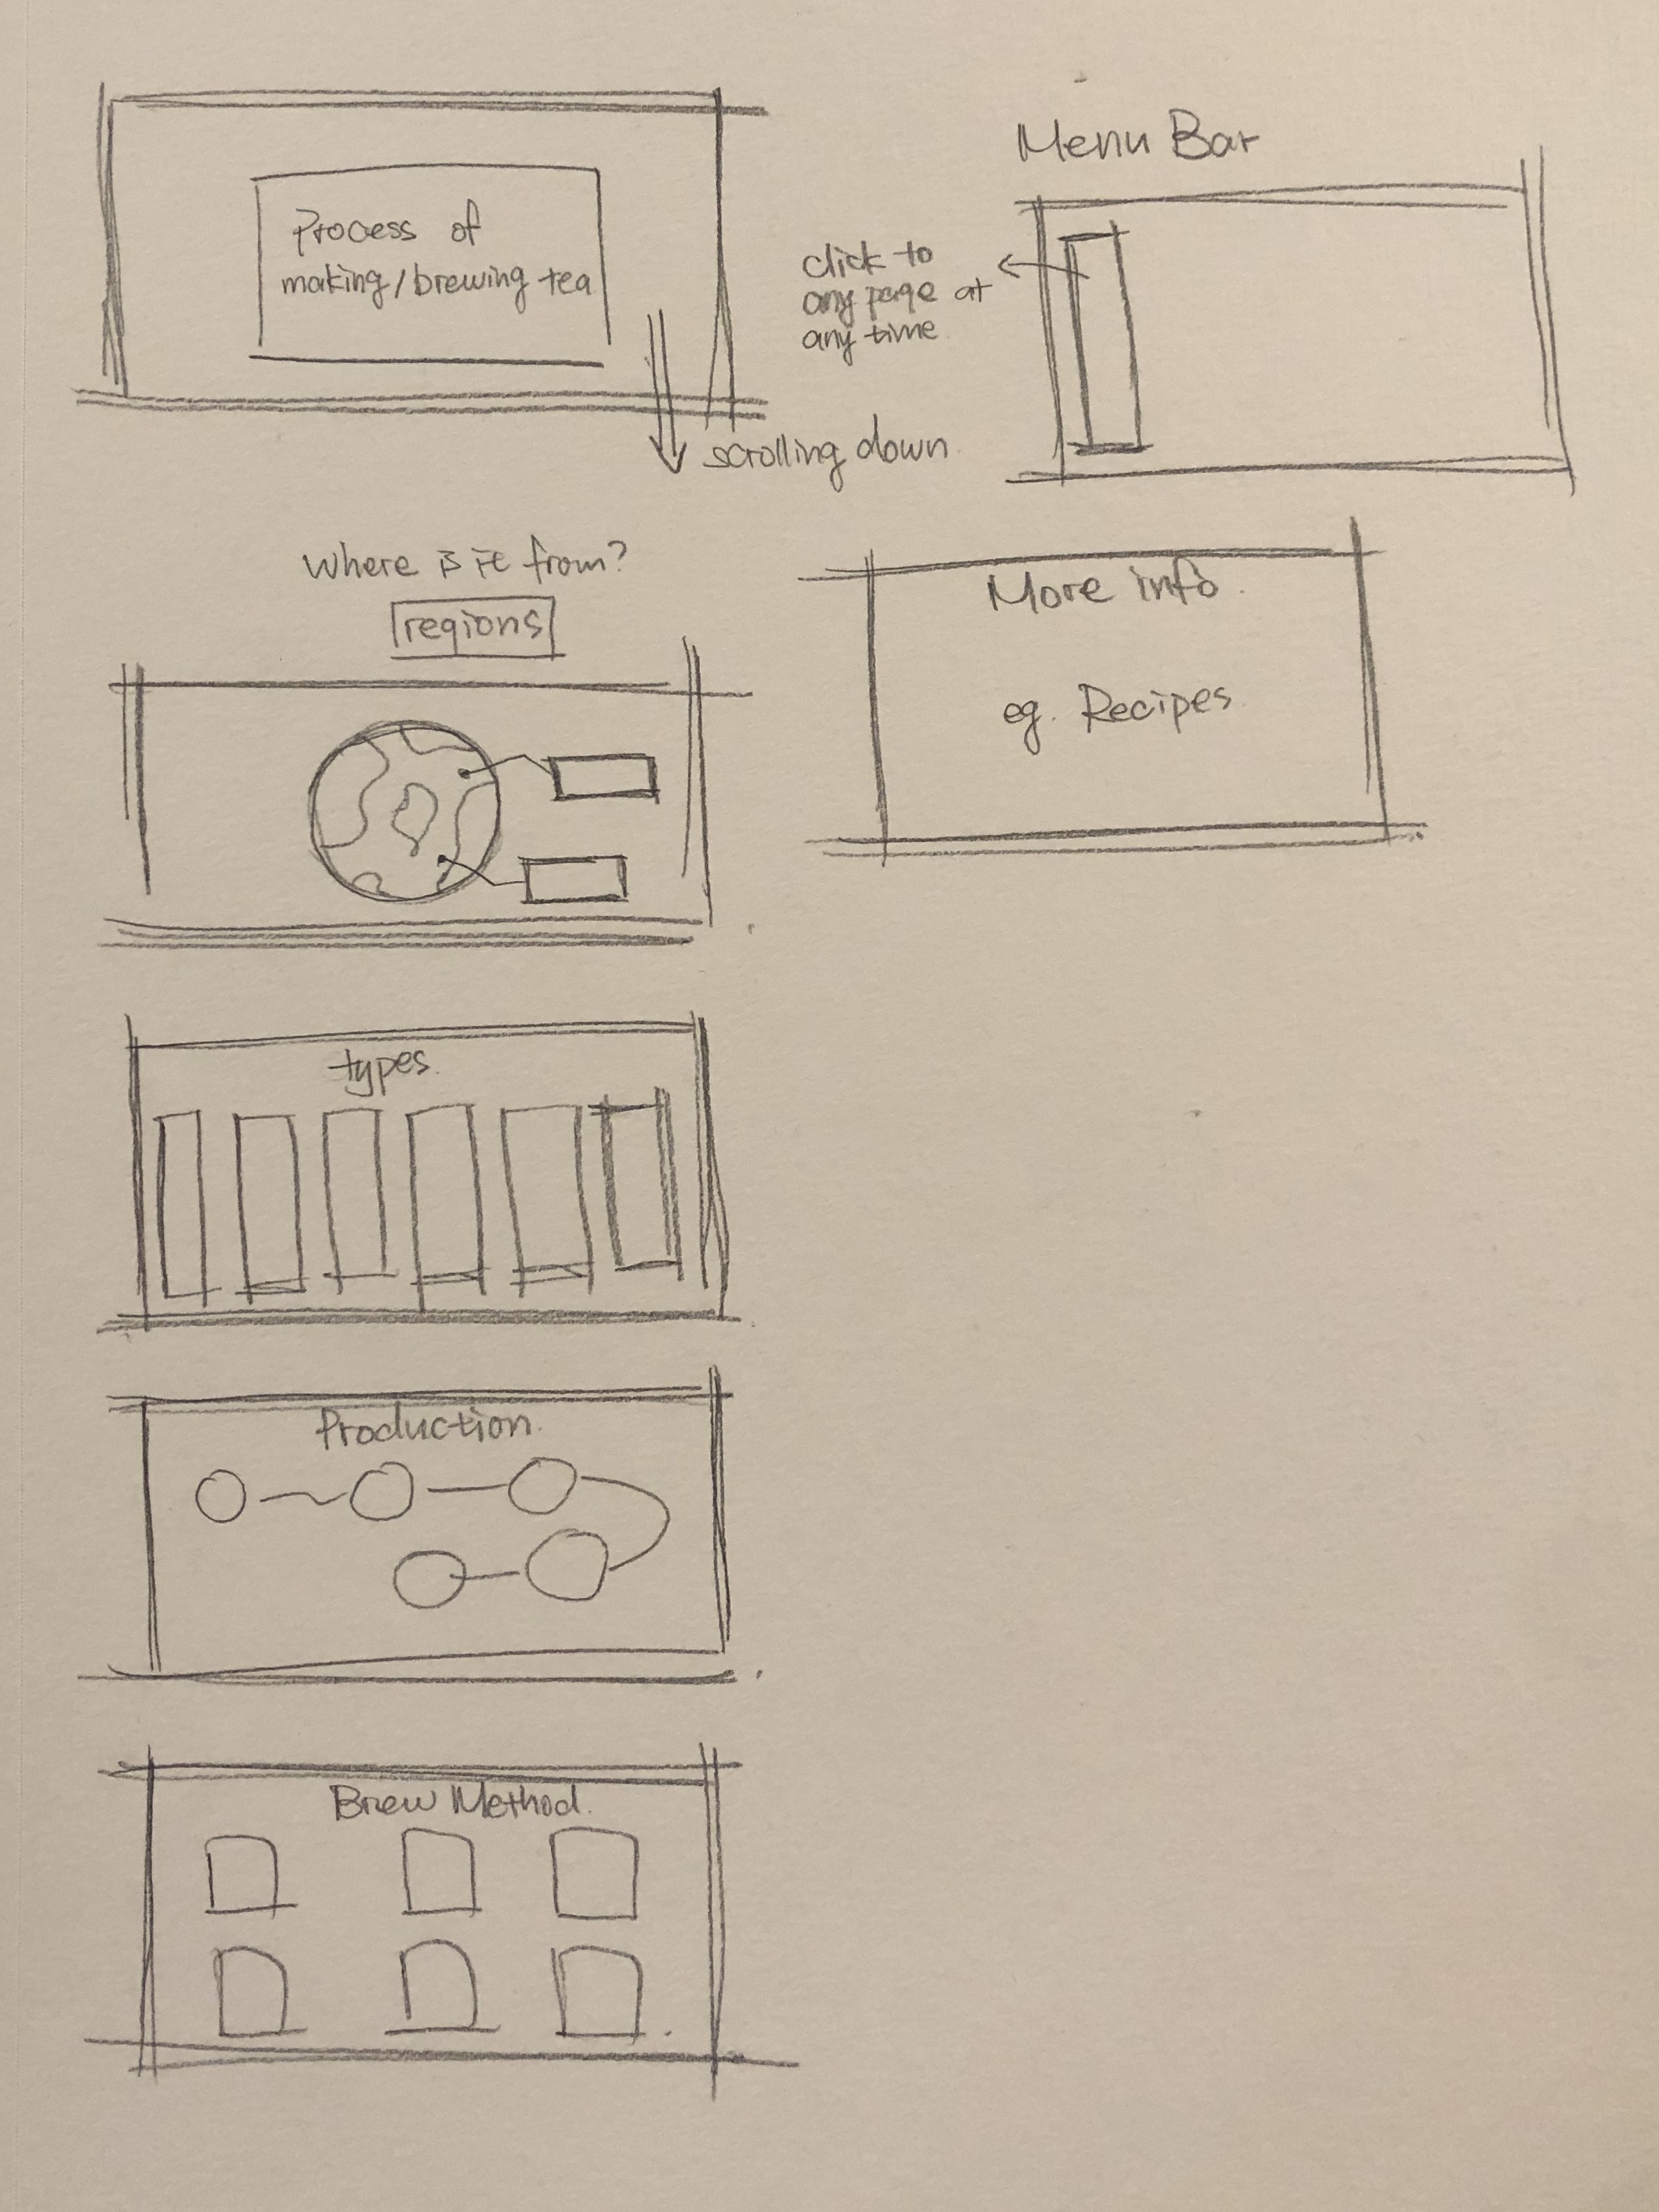 Process of
making/brewing tea
scrolling down
Menu Bar
click to
any page at
any time
Where is it from?
regions
More info.
eg. Recipes
types.
Production.
Brew Method.